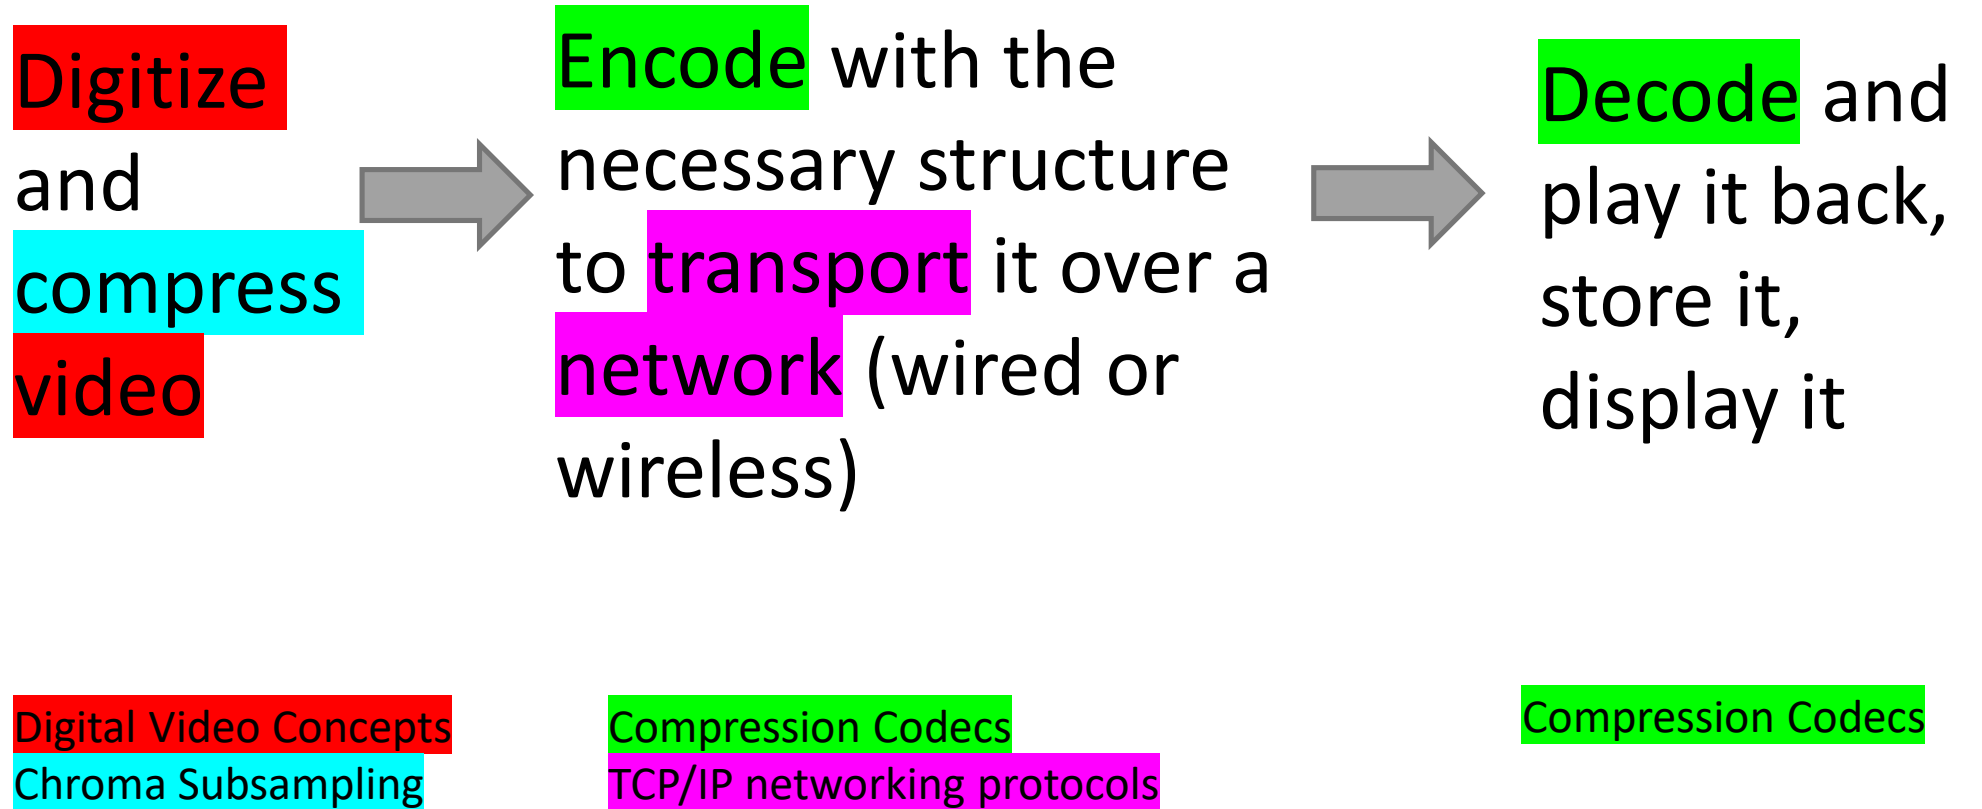 Digitize
and
compress
video
Encode with the
necessary structure
to transport it over a
network (wired or
wireless)
Decode and
play it back,
store it,
display it
Digital Video Concepts
Chroma Subsampling
Compression Codecs
TCP/IP networking protocols
Compression Codecs